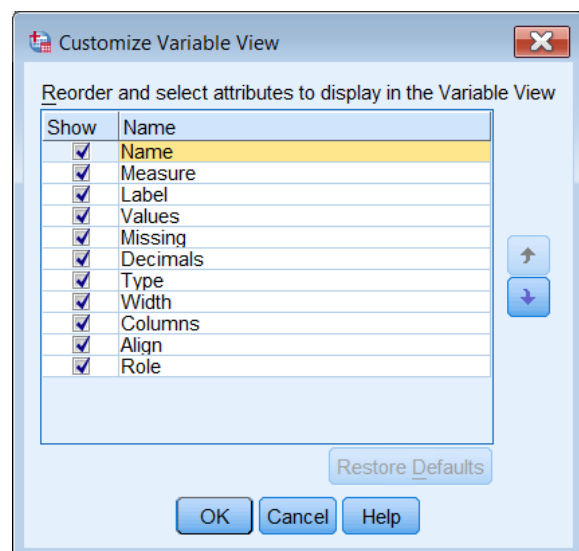 Customize Variable View
Reorder and select attributes to display in the Variable View
Show Name
Name
Measure
Label
Values
Missing
Decimals
Type
Width
Columns
Align
Role
Restore Defaults
OK Cancel Help